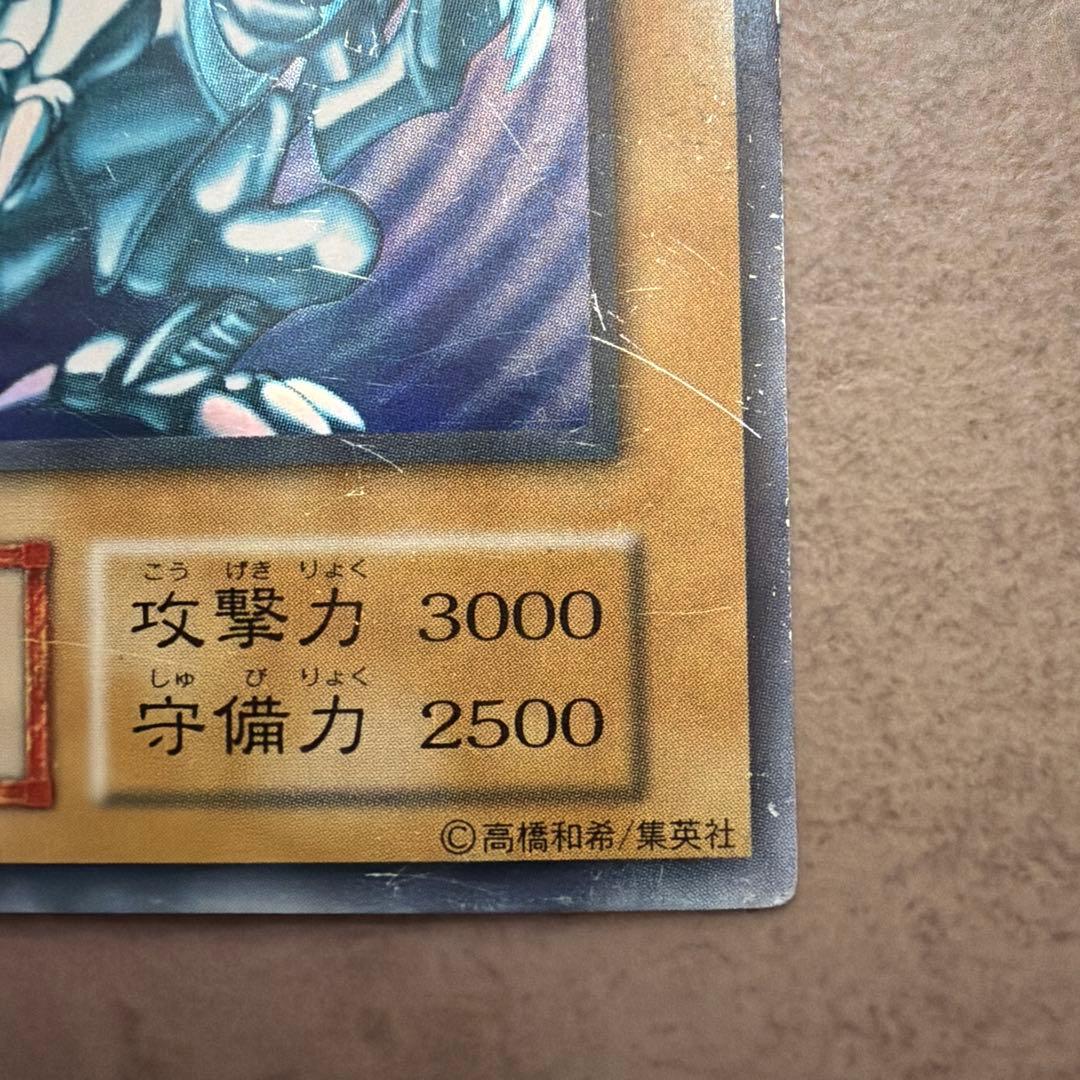 こうげきりょく
攻撃力 3000
しゅびりょく
守備力 2500
©高橋和希/集英社